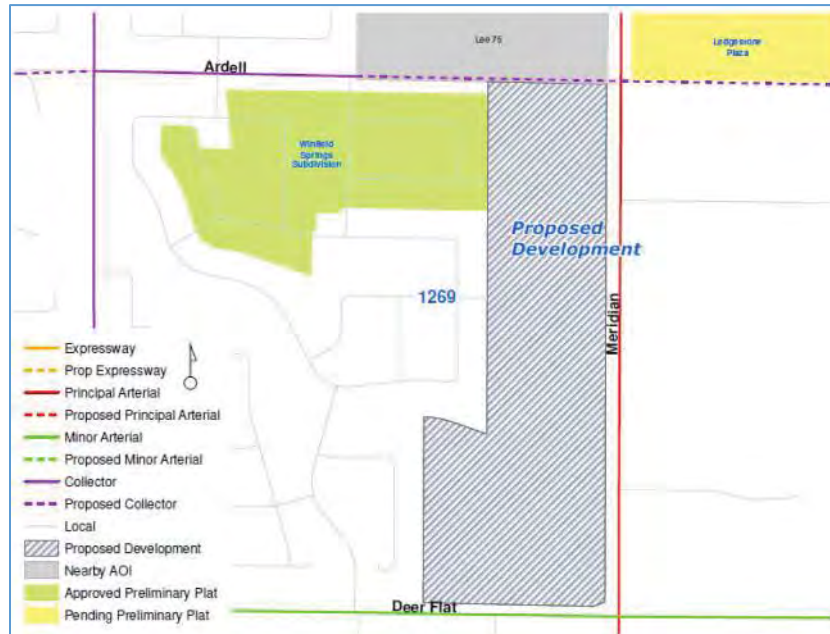 Lee 75
Ledgestone
Plaza
Ardell
Winfield
Springs
Subdivision
Proposed
Development
1269
Meridian
Expressway
Prop Expressway
Principal Arterial
Proposed Principal Arterial
Minor Arterial
Proposed Minor Arterial
Collector
Proposed Collector
Local
Proposed Development
Nearby AOI
Approved Preliminary Plat
Pending Preliminary Plat
Deer Flat